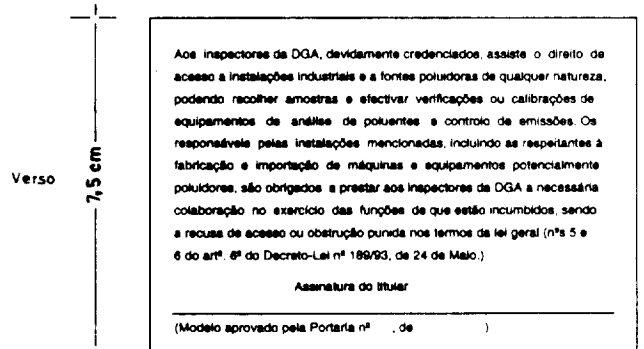 Aos inspectores da DGA, devidamente credenciados, assiste o direito de
acesso a instalações industriais e a fontes poluidoras de qualquer natureza,
podendo recolher amostras e efectivar verificações ou calibrações de
equipamentos de análise de poluentes e controlo de emissões. Os
responsáveis pelas instalações mencionadas, incluindo as respeitantes à
fabricação e importação de máquinas e equipamentos potencialmente
poluidores, são obrigados a prestar aos inspectores da DGA a necessária
colaboração no exercício das funções de que estão incumbidos, sendo
a recusa de acesso ou obstrução punida nos termos da lei geral (nºs 5 e
6 do artº. 6º do Decreto-Lei nº 189/93, de 24 de Maio.)
Verso
7,5 cm
Assinatura do titular
(Modelo aprovado pela Portaria nº , de )